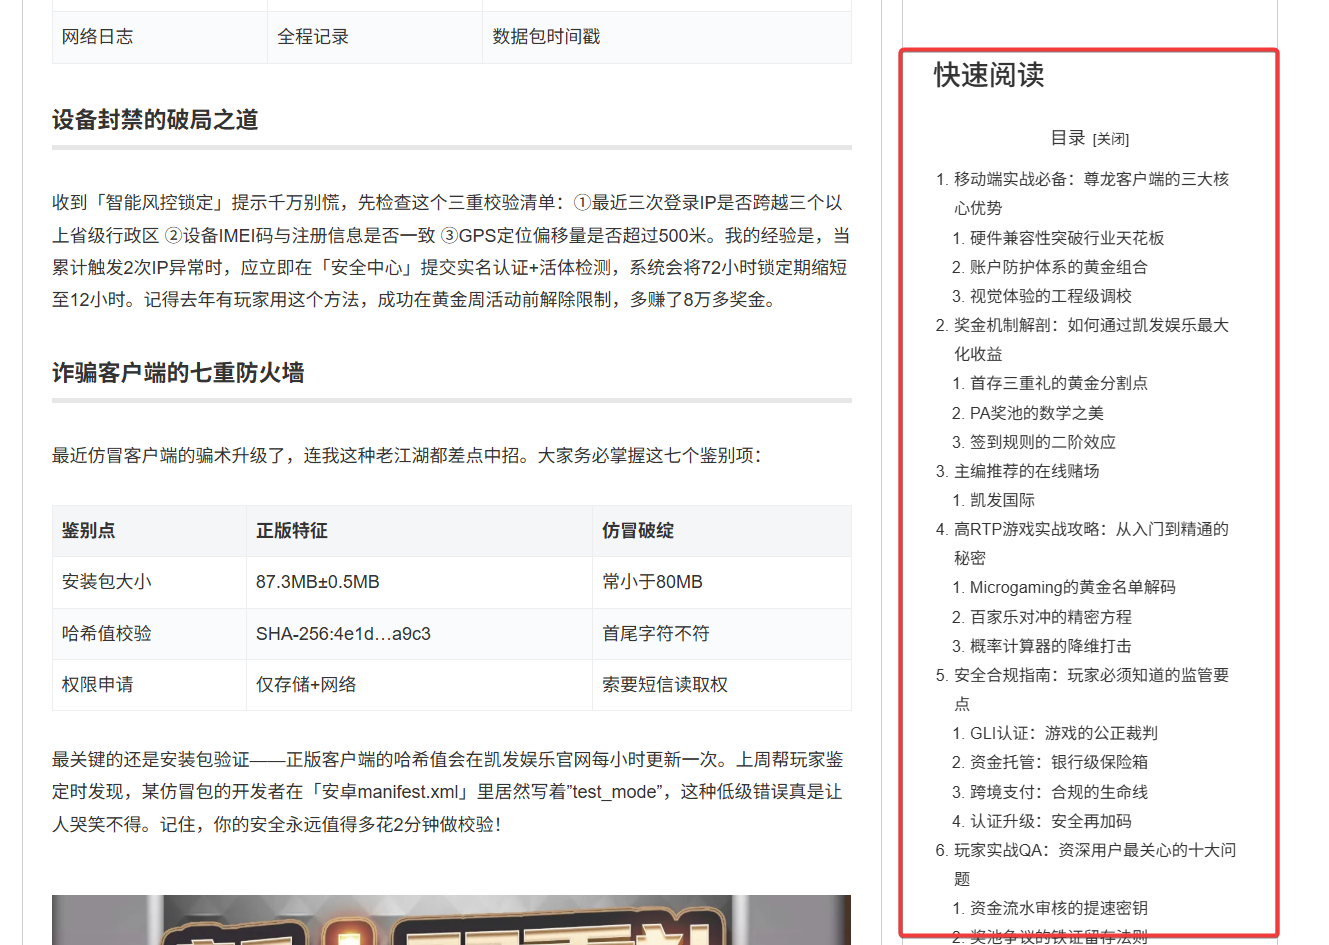 网络日志 全程记录 数据包时间戳
设备封禁的破局之道
收到「智能风控锁定」提示千万别慌，先检查这个三重校验清单：①最近三次登录IP是否跨越三个以
上省级行政区 ②设备IMEI码与注册信息是否一致 ③GPS定位偏移量是否超过500米。我的经验是，当
累计触发2次IP异常时，应立即在「安全中心」提交实名认证+活体检测，系统会将72小时锁定期缩短
至12小时。记得去年有玩家用这个方法，成功在黄金周活动前解除限制，多赚了8万多奖金。
诈骗客户端的七重防火墙
最近仿冒客户端的骗术升级了，连我这种老江湖都差点中招。大家务必掌握这七个鉴别项：
鉴别点 正版特征 仿冒破绽
安装包大小 87.3MB±0.5MB 常小于80MB
哈希值校验 SHA-256:4e1d…a9c3 首尾字符不符
权限申请 仅存储+网络 索要短信读取权
最关键的还是安装包验证——正版客户端的哈希值会在凯发娱乐官网每小时更新一次。上周帮玩家鉴
定时发现，某仿冒包的开发者在「安卓manifest.xml」里居然写着”test_mode”，这种低级错误真是让
人哭笑不得。记住，你的安全永远值得多花2分钟做校验！
快速阅读
目录 [关闭]
1. 移动端实战必备：尊龙客户端的三大核
心优势
1. 硬件兼容性突破行业天花板
2. 账户防护体系的黄金组合
3. 视觉体验的工程级调校
2. 奖金机制解剖：如何通过凯发娱乐最大
化收益
1. 首存三重礼的黄金分割点
2. PA奖池的数学之美
3. 签到规则的二阶效应
3. 主编推荐的在线赌场
1. 凯发国际
4. 高RTP游戏实战攻略：从入门到精通的
秘密
1. Microgaming的黄金名单解码
2. 百家乐对冲的精密方程
3. 概率计算器的降维打击
5. 安全合规指南：玩家必须知道的监管要
点
1. GLI认证：游戏的公正裁判
2. 资金托管：银行级保险箱
3. 跨境支付：合规的生命线
4. 认证升级：安全再加码
6. 玩家实战QA：资深用户最关心的十大问
题
1. 资金流水审核的提速密钥
2. 奖池争议的铁证留存法则